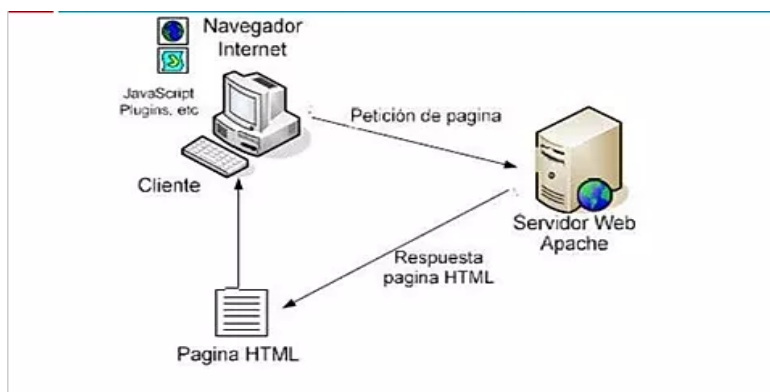 Navegador
Internet
JavaScript
Plugins, etc
Cliente
Petición de pagina
Servidor Web
Apache
Respuesta
pagina HTML
Pagina HTML